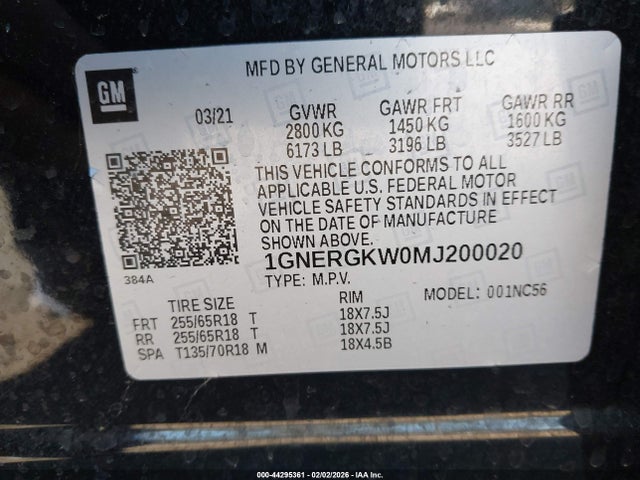 GM
MFD BY GENERAL MOTORS LLC
03/21
GVWR GAWR FRT GAWR RR
2800 KG 1450 KG 1600 KG
6173 LB 3196 LB 3527 LB
THIS VEHICLE CONFORMS TO ALL
APPLICABLE U.S. FEDERAL MOTOR
VEHICLE SAFETY STANDARDS IN EFFECT
ON THE DATE OF MANUFACTURE
SHOWN ABOVE.
384A
1GNERGKW0MJ200020
TYPE: M.P.V. MODEL: 001NC56
TIRE SIZE RIM
FRT 255/65R18 T 18X7.5J
RR 255/65R18 T 18X7.5J
SPA T135/70R18 M 18X4.5B
000-44295361 - 02/02/2026 - IAA Inc.